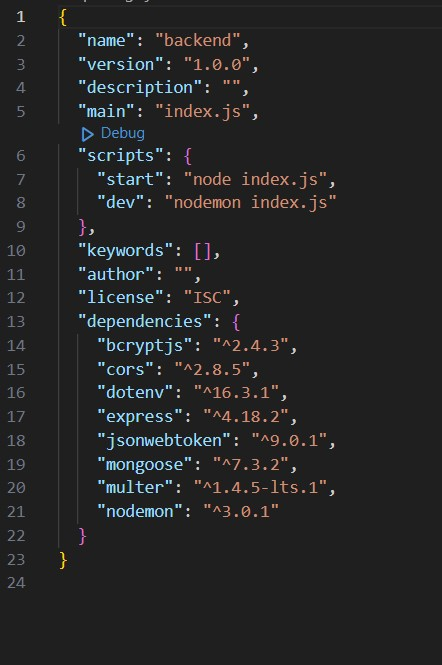 1 {
2 "name": "backend",
3 "version": "1.0.0",
4 "description": "",
5 "main": "index.js",
Debug
6 "scripts": {
7 "start": "node index.js",
8 "dev": "nodemon index.js"
9 },
10 "keywords": [],
11 "author": "",
12 "license": "ISC",
13 "dependencies": {
14 "bcryptjs": "^2.4.3",
15 "cors": "^2.8.5",
16 "dotenv": "^16.3.1",
17 "express": "^4.18.2",
18 "jsonwebtoken": "^9.0.1",
19 "mongoose": "^7.3.2",
20 "multer": "^1.4.5-lts.1",
21 "nodemon": "^3.0.1"
22 }
23 }
24